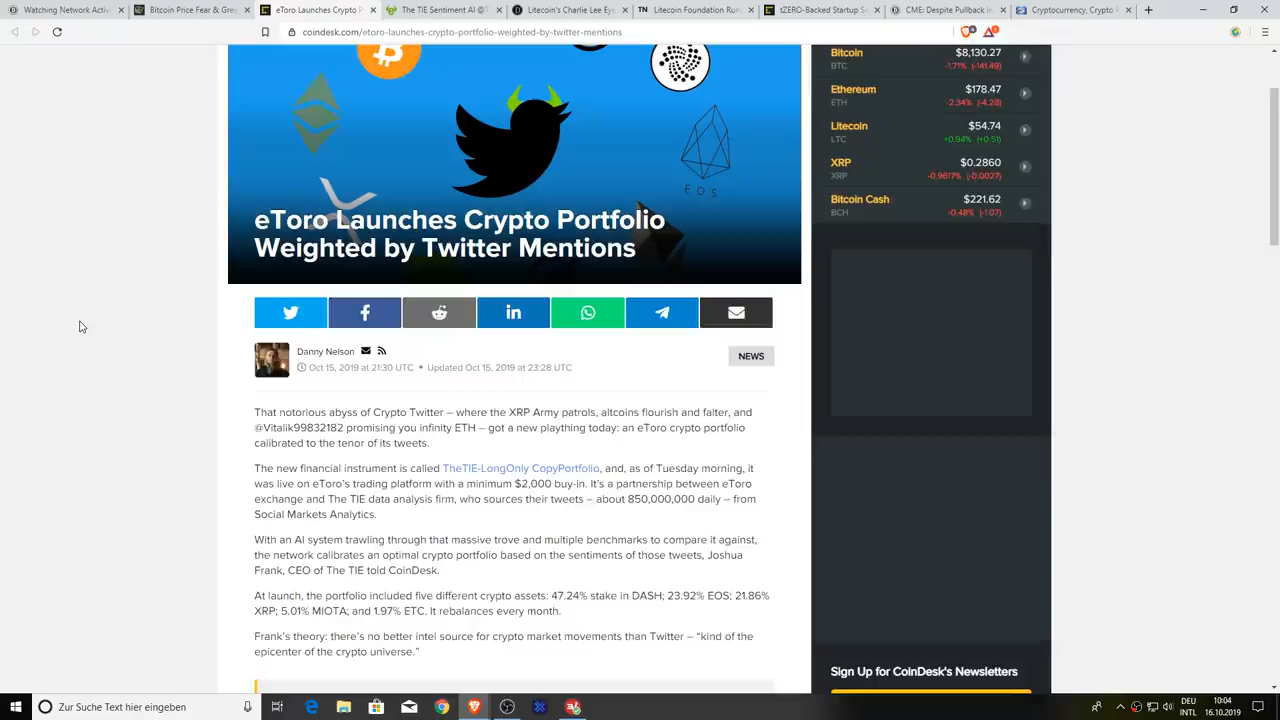 Watching Network Activ
Bitcoin Price Fear & Gre
eToro Launches Crypto P
The TIE Sentiment AI @T
Litecoin's Charlie Lee Eye
TN Litecoin Foundation Runn
tZERO-Backed Startup Se
CME: Despite Pullback in
Cryptocurrency, Crypto R
coindesk.com/etoro-launches-crypto-portfolio-weighted-by-twitter-mentions
EOS
eToro Launches Crypto Portfolio
Weighted by Twitter Mentions
Danny Nelson
NEWS
Oct 15, 2019 at 21:30 UTC • Updated Oct 15, 2019 at 23:28 UTC
That notorious abyss of Crypto Twitter – where the XRP Army patrols, altcoins flourish and falter, and
@Vitalik99832182 promising you infinity ETH – got a new plaything today: an eToro crypto portfolio
calibrated to the tenor of its tweets.
The new financial instrument is called TheTIE-LongOnly CopyPortfolio, and, as of Tuesday morning, it
was live on eToro's trading platform with a minimum $2,000 buy-in. It's a partnership between eToro
exchange and The TIE data analysis firm, who sources their tweets – about 850,000,000 daily – from
Social Markets Analytics.
With an AI system trawling through that massive trove and multiple benchmarks to compare it against,
the network calibrates an optimal crypto portfolio based on the sentiments of those tweets, Joshua
Frank, CEO of The TIE told CoinDesk.
At launch, the portfolio included five different crypto assets: 47.24% stake in DASH; 23.92% EOS; 21.86%
XRP; 5.01% MIOTA; and 1.97% ETC. It rebalances every month.
Frank's theory: there's no better intel source for crypto market movements than Twitter – “kind of the
epicenter of the crypto universe.”
Bitcoin $8,130.27
BTC -1.71% (-141.49)
Ethereum $178.47
ETH -2.34% (-4.28)
Litecoin $54.74
LTC +0.94% (+0.51)
XRP $0.2860
XRP -0.9617% (-0.0027)
Bitcoin Cash $221.62
BCH -0.48% (-1.07)
Sign Up for CoinDesk's Newsletters
Zur Suche Text hier eingeben
DEU 10:04
INTL 16.10.2019